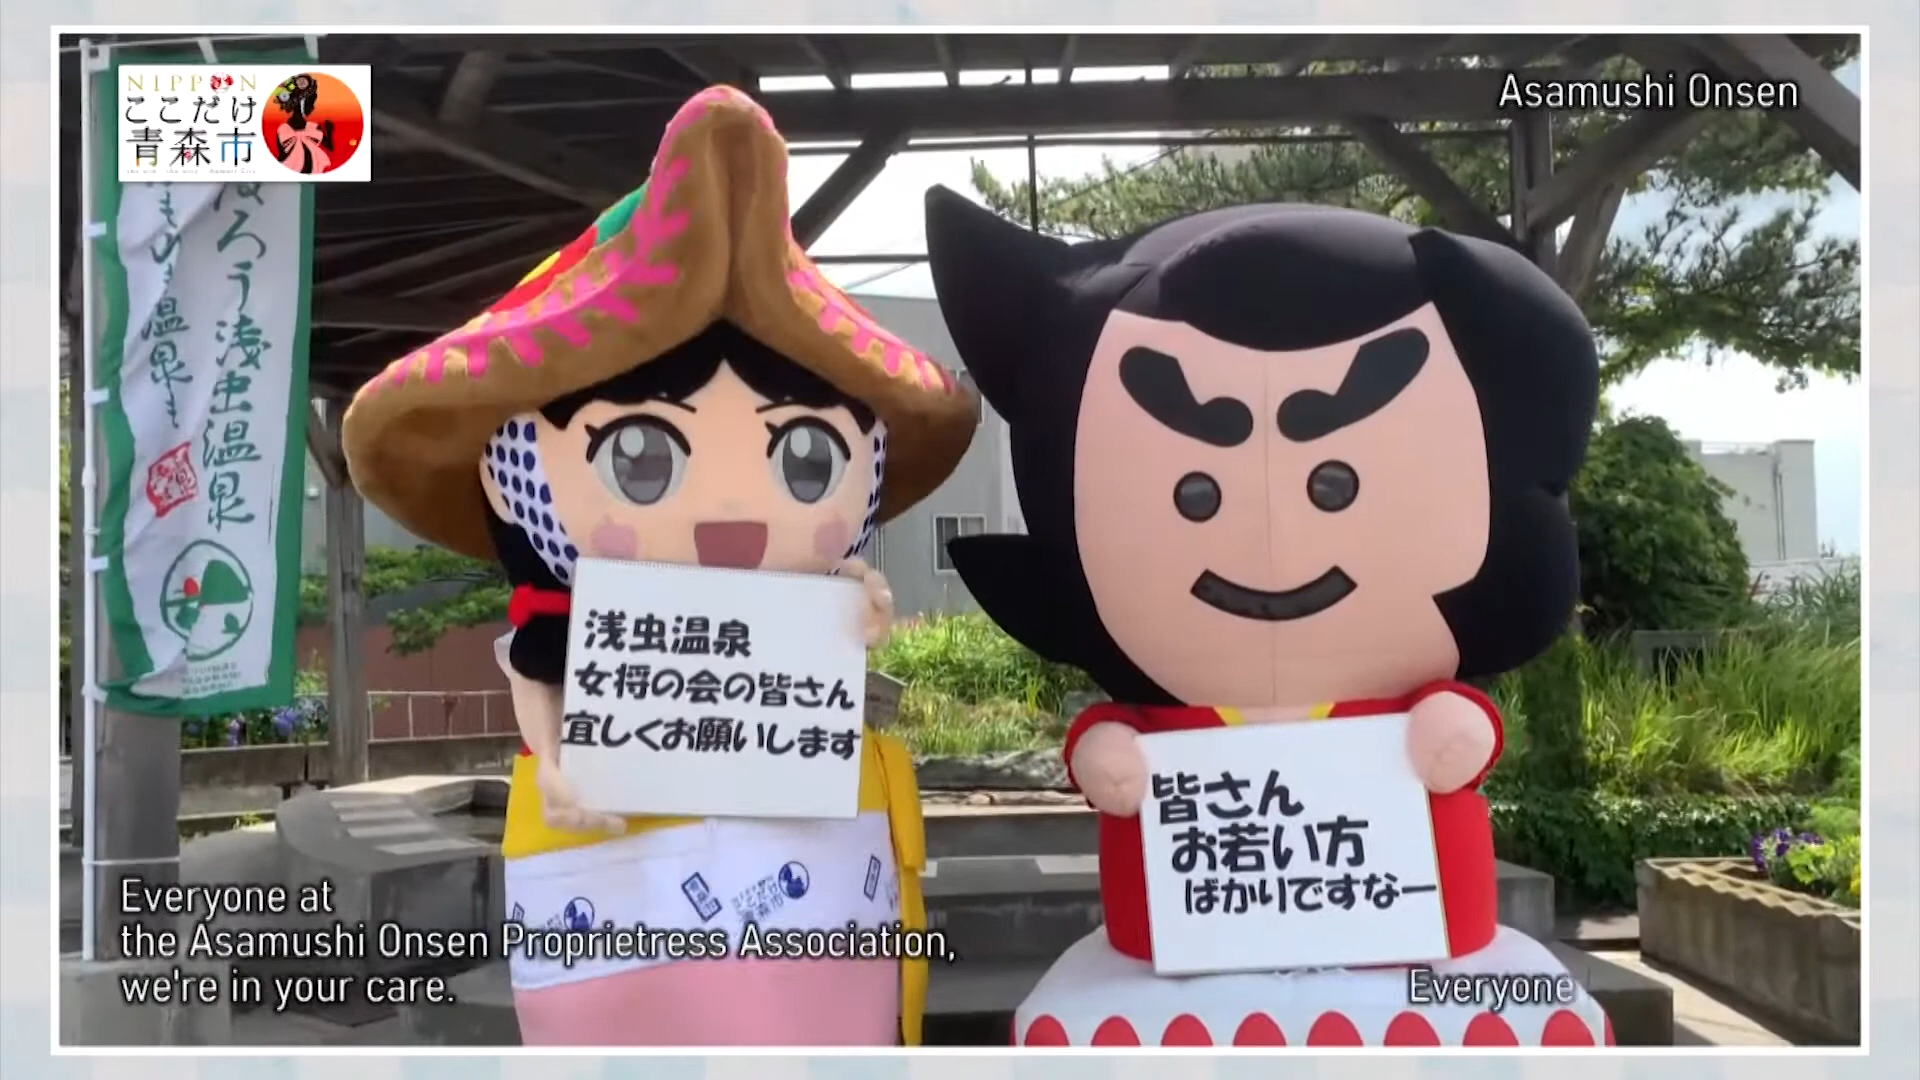 NIPPON
ここだけ
青森市
Asamushi Onsen
ろう浅虫温泉
浅虫温泉
女将の会の皆さん
宜しくお願いします
皆さん
お若い方
ばかりですなー
Everyone at
the Asamushi Onsen Proprietress Association,
we're in your care.
Everyone